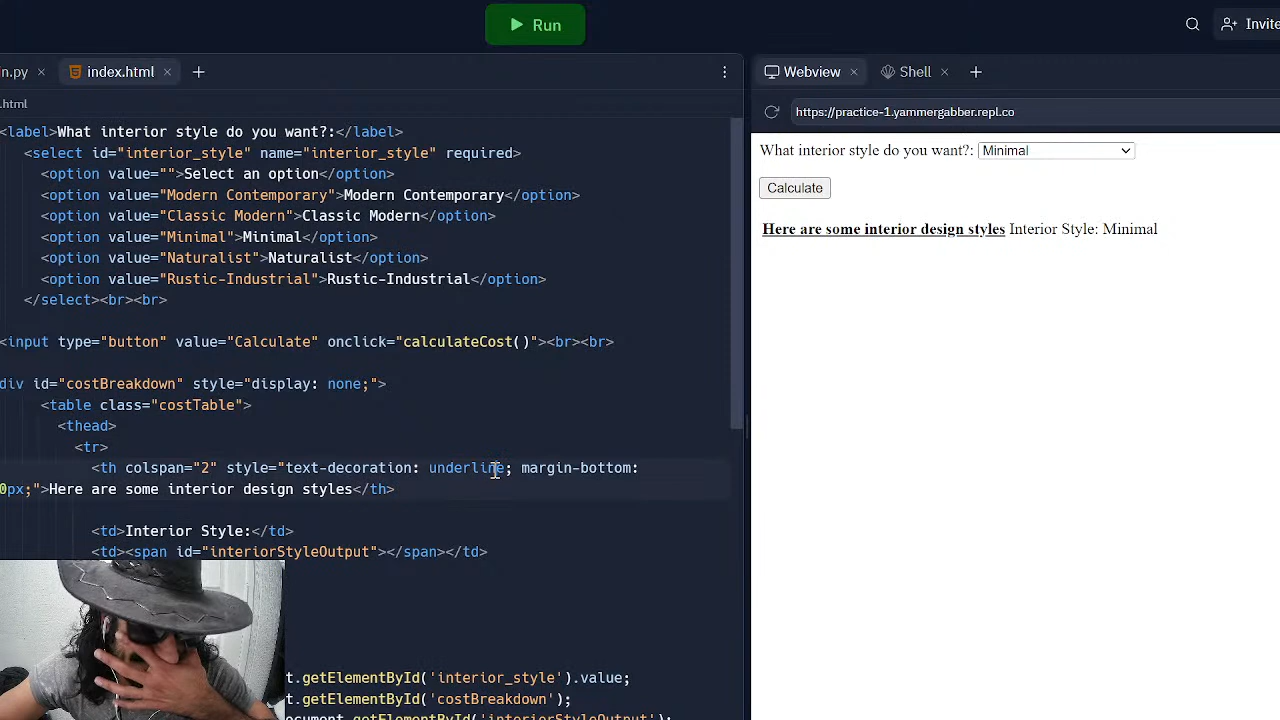 Run
Invite
n.py
index.html
Webview
Shell
.html
https://practice-1.yammergabber.repl.co
<label>What interior style do you want?:</label>
<select id="interior_style" name="interior_style" required>
<option value="">Select an option</option>
<option value="Modern Contemporary">Modern Contemporary</option>
<option value="Classic Modern">Classic Modern</option>
<option value="Minimal">Minimal</option>
<option value="Naturalist">Naturalist</option>
<option value="Rustic-Industrial">Rustic-Industrial</option>
</select><br><br>
<input type="button" value="Calculate" onclick="calculateCost()"><br><br>
div id="costBreakdown" style="display: none;">
<table class="costTable">
<thead>
<tr>
<th colspan="2" style="text-decoration: underline; margin-bottom:
0px;">Here are some interior design styles</th>
<td>Interior Style:</td>
<td><span id="interiorStyleOutput"></span></td>
t.getElementById('interior_style').value;
t.getElementById('costBreakdown');
ocument.getElementById('interiorStyleOutput');
What interior style do you want?: Minimal
Calculate
Here are some interior design styles Interior Style: Minimal